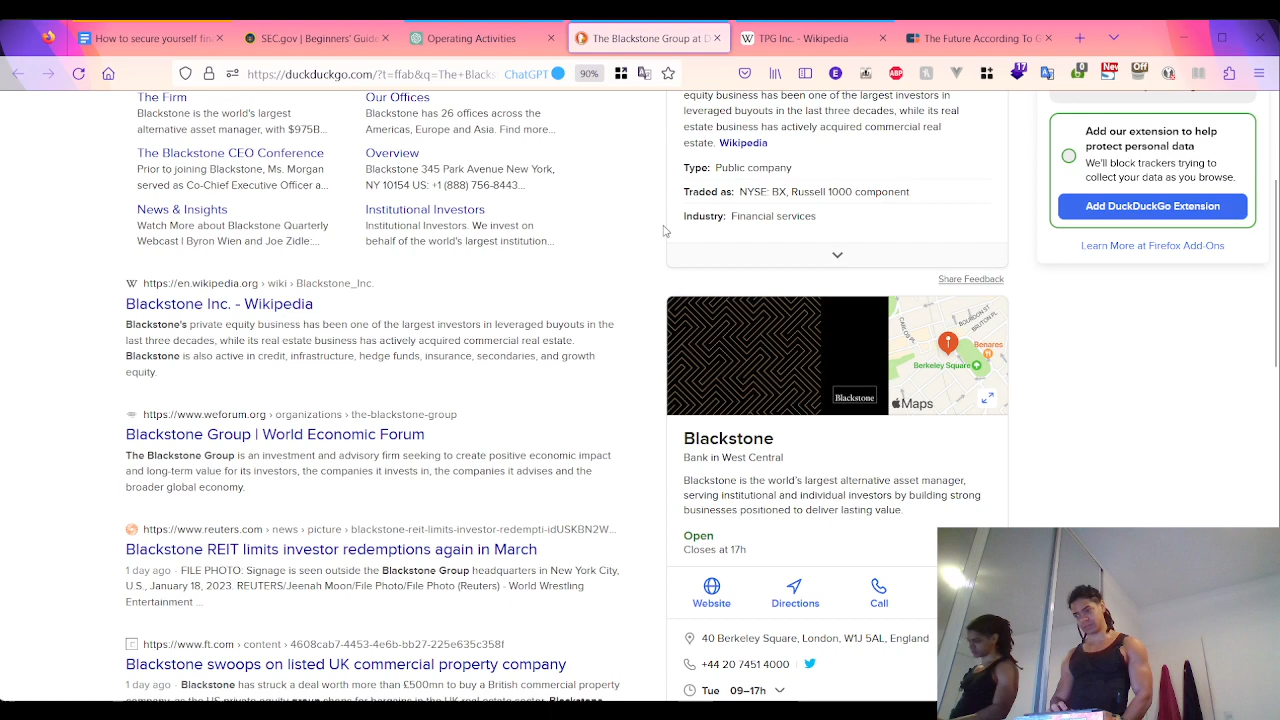 How to secure yourself fin
SEC.gov | Beginners' Guide
Operating Activities
The Blackstone Group at D
TPG Inc. - Wikipedia
The Future According To G
https://duckduckgo.com/?t=ffab&q=The+Blacks
ChatGPT
90%
17
0
New
Off
The Firm
Blackstone is the world's largest
alternative asset manager, with $975B...
Our Offices
Blackstone has 26 offices across the
Americas, Europe and Asia. Find more...
The Blackstone CEO Conference
Prior to joining Blackstone, Ms. Morgan
served as Co-Chief Executive Officer a...
Overview
Blackstone 345 Park Avenue New York,
NY 10154 US: +1 (888) 756-8443...
News & Insights
Watch More about Blackstone Quarterly
Webcast | Byron Wien and Joe Zidle:...
Institutional Investors
Institutional Investors. We invest on
behalf of the world's largest institution...
https://en.wikipedia.org › wiki › Blackstone_Inc.
Blackstone Inc. - Wikipedia
Blackstone's private equity business has been one of the largest investors in leveraged buyouts in the
last three decades, while its real estate business has actively acquired commercial real estate.
Blackstone is also active in credit, infrastructure, hedge funds, insurance, secondaries, and growth
equity.
https://www.weforum.org › organizations › the-blackstone-group
Blackstone Group | World Economic Forum
The Blackstone Group is an investment and advisory firm seeking to create positive economic impact
and long-term value for its investors, the companies it invests in, the companies it advises and the
broader global economy.
https://www.reuters.com › news › picture › blackstone-reit-limits-investor-redempti-idUSKBN2W...
Blackstone REIT limits investor redemptions again in March
1 day ago · FILE PHOTO: Signage is seen outside the Blackstone Group headquarters in New York City,
U.S., January 18, 2023. REUTERS/Jeenah Moon/File Photo/File Photo (Reuters) - World Wrestling
Entertainment ...
https://www.ft.com › content › 4608cab7-4453-4e6b-bb27-225e635c358f
Blackstone swoops on listed UK commercial property company
1 day ago · Blackstone has struck a deal worth more than £500mn to buy a British commercial property
equity business has been one of the largest investors in
leveraged buyouts in the last three decades, while its real
estate business has actively acquired commercial real
estate. Wikipedia
Type: Public company
Traded as: NYSE: BX, Russell 1000 component
Industry: Financial services
Share Feedback
Blackstone
CARLOS PL.
BOURDON ST.
BRUTON PL
Benares
Berkeley Square
Maps
Blackstone
Bank in West Central
Blackstone is the world's largest alternative asset manager,
serving institutional and individual investors by building strong
businesses positioned to deliver lasting value.
Open
Closes at 17h
Website
Directions
Call
40 Berkeley Square, London, W1J 5AL, England
+44 20 7451 4000
Tue 09–17h
Add our extension to help
protect personal data
We'll block trackers trying to
collect your data as you browse.
Add DuckDuckGo Extension
Learn More at Firefox Add-Ons